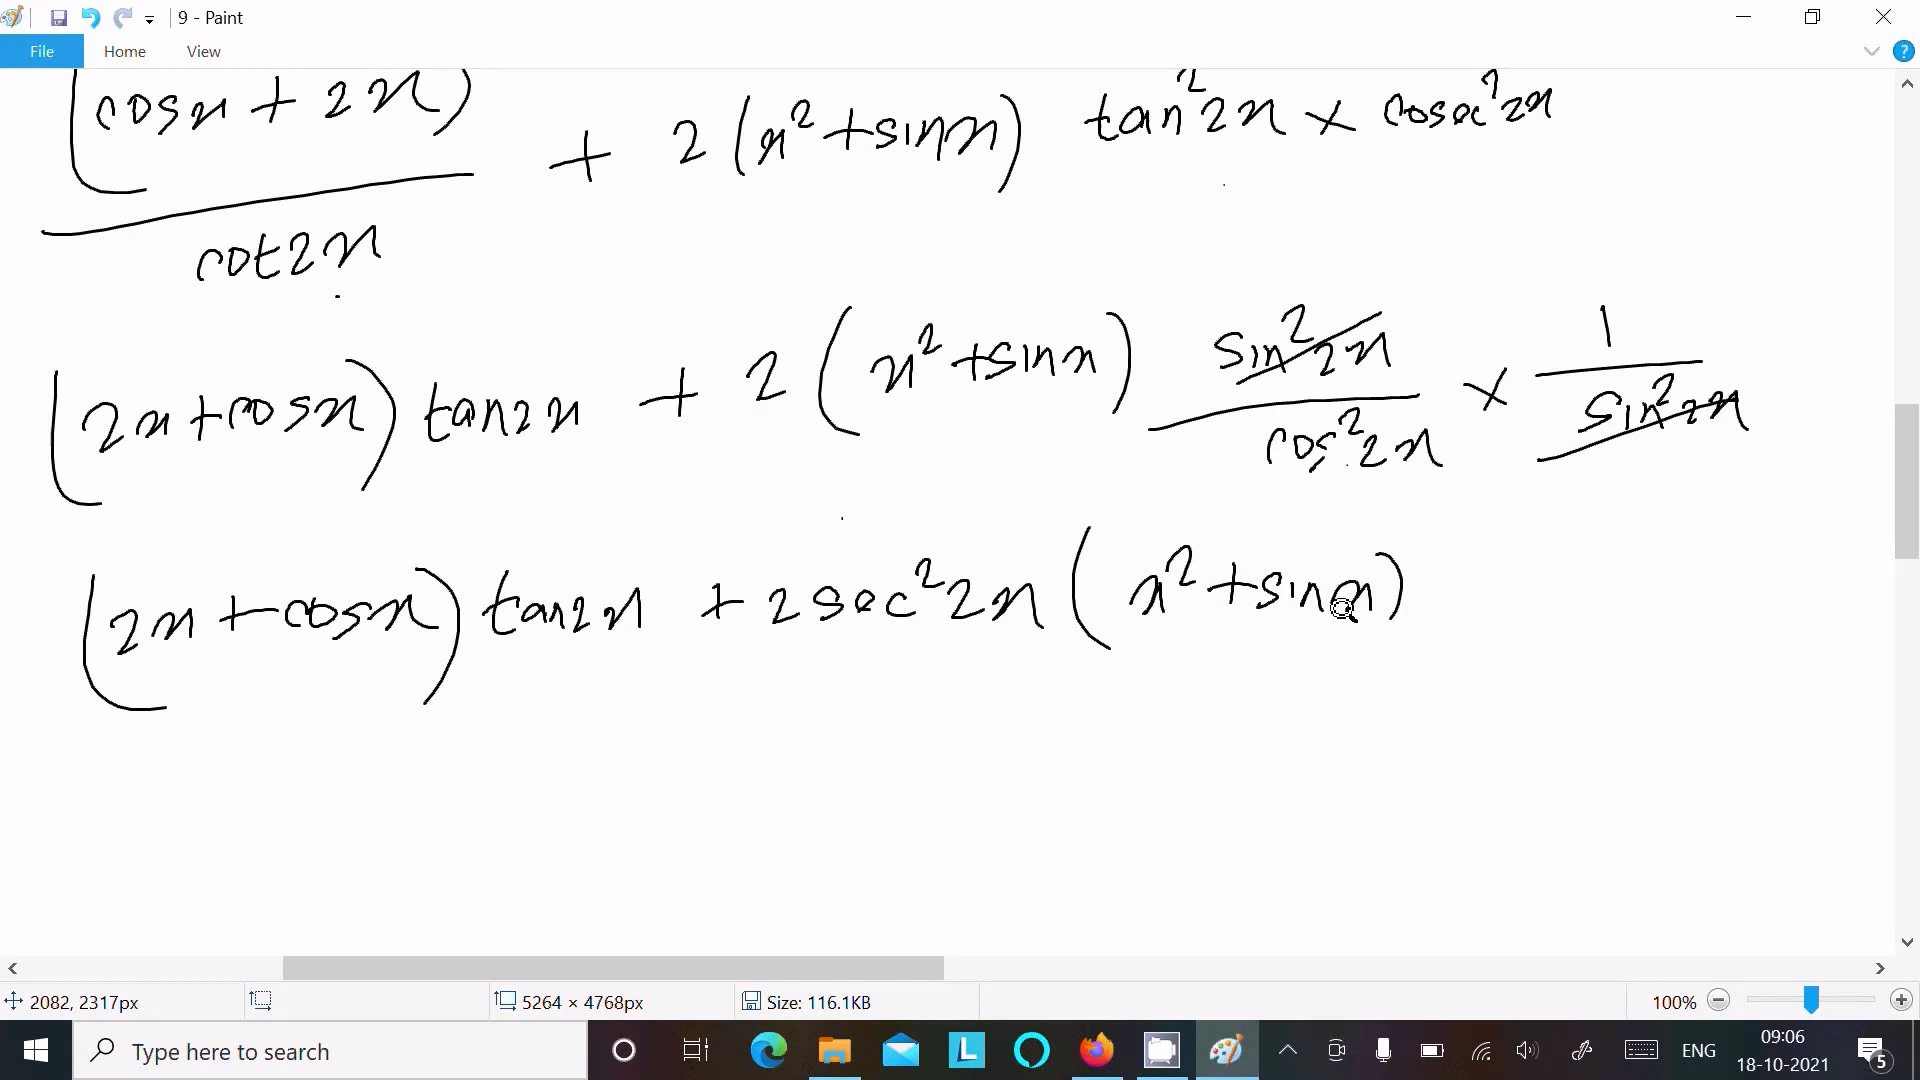 9 - Paint
File Home View
(cosx + 2x) / cot2x + 2 (x² + sinx) tan²2x × cosec²2x
(2x + cosx) tan2x + 2 (x² + sinx) sin²2x / cos²2x × 1 / sin²2x
(2x + cosx) tan2x + 2sec²2x (x² + sinx)
2082, 2317px 5264 × 4768px Size: 116.1KB 100%
Type here to search ENG 09:06
18-10-2021 5